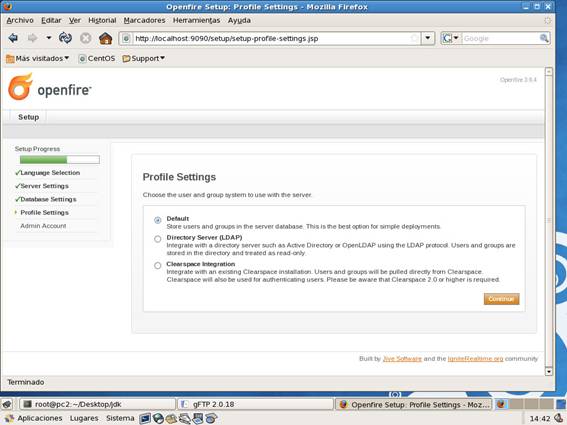 Openfire Setup: Profile Settings - Mozilla Firefox
Archivo Editar Ver Historial Marcadores Herramientas Ayuda
http://localhost:9090/setup/setup-profile-settings.jsp
Google
Más visitados CentOS Support
openfire
Openfire 3.6.4
Setup
Setup Progress
Language Selection
Server Settings
Database Settings
Profile Settings
Admin Account
Profile Settings
Choose the user and group system to use with the server.
Default
Store users and groups in the server database. This is the best option for simple deployments.
Directory Server (LDAP)
Integrate with a directory server such as Active Directory or OpenLDAP using the LDAP protocol. Users and groups are
stored in the directory and treated as read-only.
Clearspace Integration
Integrate with an existing Clearspace installation. Users and groups will be pulled directly from Clearspace.
Clearspace will also be used for authenticating users. Please be aware that Clearspace 2.0 or higher is required.
Continue
Built by Jive Software and the IgniteRealtime.org community
Terminado
root@pc2:~/Desktop/jdk
gFTP 2.0.18
Openfire Setup: Profile Settings - Moz...
Aplicaciones Lugares Sistema
14:42